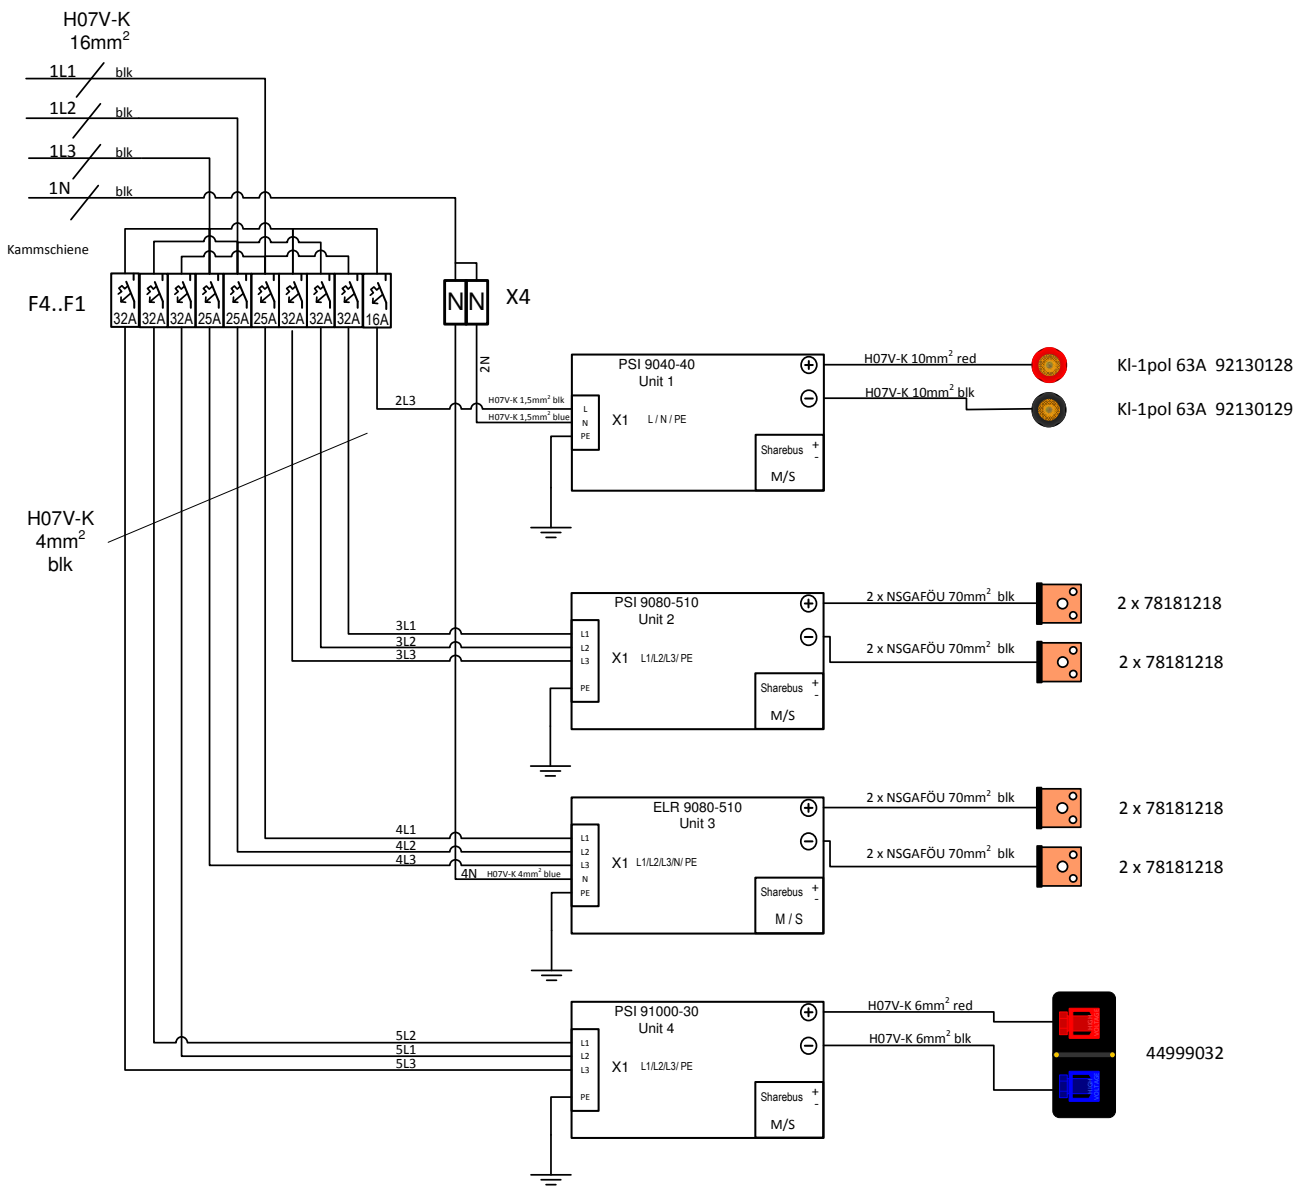 H07V-K
16mm²
1L1 blk
1L2 blk
1L3 blk
1N blk
Kammschiene
F4..F1
32A 32A 32A 25A 25A 25A 32A 32A 32A 16A
N N
X4
2N
2L3
H07V-K 1,5mm² blk
H07V-K 1,5mm² blue
H07V-K
4mm²
blk
PSI 9040-40
Unit 1
L
N
PE
X1 L / N / PE
Sharebus + -
M/S
H07V-K 10mm² red
H07V-K 10mm² blk
Kl-1pol 63A 92130128
Kl-1pol 63A 92130129
3L1
3L2
3L3
PSI 9080-510
Unit 2
L1
L2
L3
PE
X1 L1/L2/L3/ PE
Sharebus + -
M/S
2 x NSGAFÖU 70mm² blk
2 x NSGAFÖU 70mm² blk
2 x 78181218
2 x 78181218
4L1
4L2
4L3
4N H07V-K 4mm² blue
ELR 9080-510
Unit 3
L1
L2
L3
N
PE
X1 L1/L2/L3/N/ PE
Sharebus + -
M / S
2 x NSGAFÖU 70mm² blk
2 x NSGAFÖU 70mm² blk
2 x 78181218
2 x 78181218
5L2
5L1
5L3
PSI 91000-30
Unit 4
L1
L2
L3
PE
X1 L1/L2/L3/ PE
Sharebus + -
M/S
H07V-K 6mm² red
H07V-K 6mm² blk
HIGH
VOLTAGE
HIGH
VOLTAGE
44999032